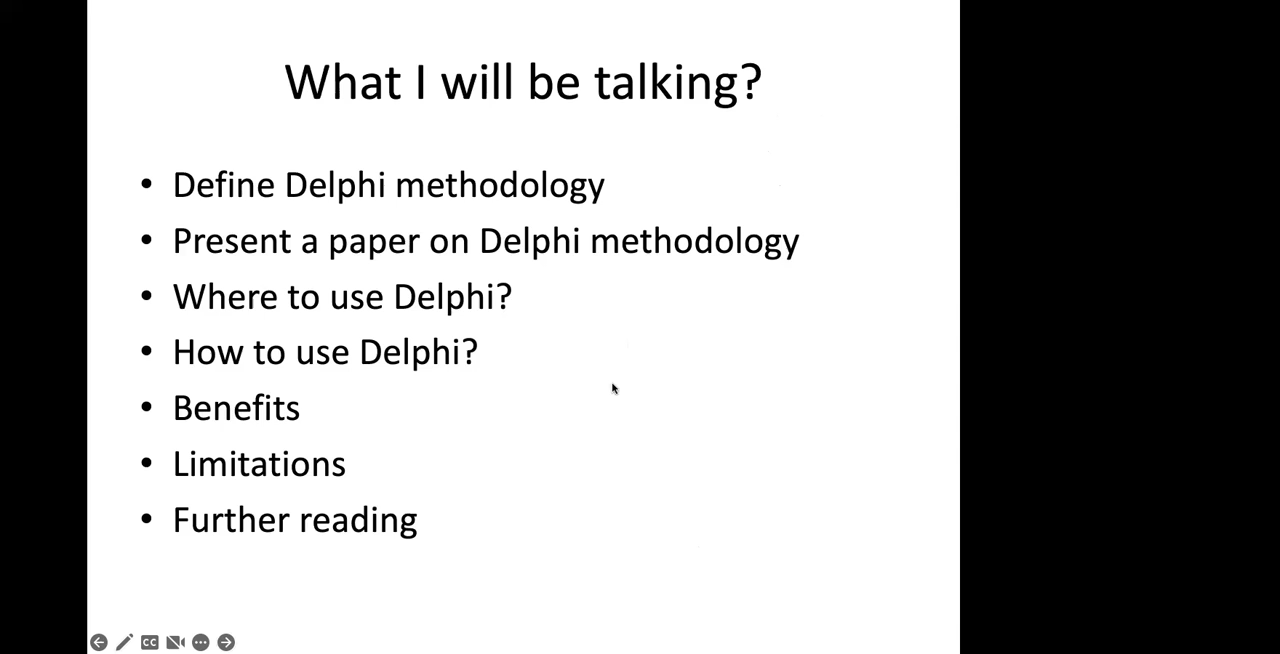 What I will be talking?
• Define Delphi methodology
• Present a paper on Delphi methodology
• Where to use Delphi?
• How to use Delphi?
• Benefits
• Limitations
• Further reading
CC